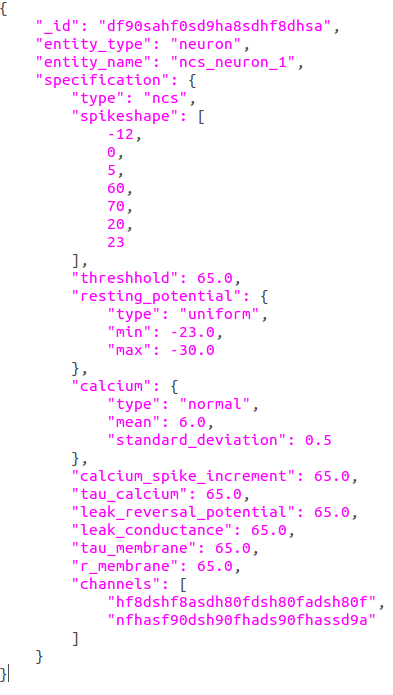 {
    "_id": "df90sahf0sd9ha8sdhf8dhsa",
    "entity_type": "neuron",
    "entity_name": "ncs_neuron_1",
    "specification": {
        "type": "ncs",
        "spikeshape": [
            -12,
            0,
            5,
            60,
            70,
            20,
            23
        ],
        "threshhold": 65.0,
        "resting_potential": {
            "type": "uniform",
            "min": -23.0,
            "max": -30.0
        },
        "calcium": {
            "type": "normal",
            "mean": 6.0,
            "standard_deviation": 0.5
        },
        "calcium_spike_increment": 65.0,
        "tau_calcium": 65.0,
        "leak_reversal_potential": 65.0,
        "leak_conductance": 65.0,
        "tau_membrane": 65.0,
        "r_membrane": 65.0,
        "channels": [
            "hf8dshf8asdh80fdsh80fadsh80f",
            "nfhasf90dsh90fhads90fhassd9a"
        ]
    }
}